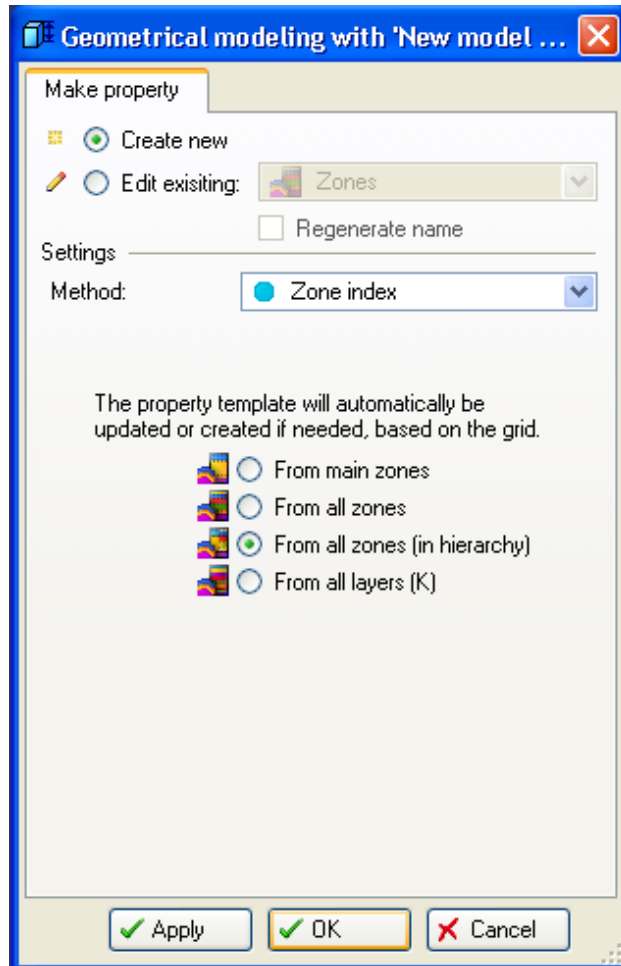 Geometrical modeling with 'New model ...
Make property
Create new
Edit exisiting:
Zones
Regenerate name
Settings
Method:
Zone index
The property template will automatically be
updated or created if needed, based on the grid.
From main zones
From all zones
From all zones (in hierarchy)
From all layers (K)
Apply
OK
Cancel